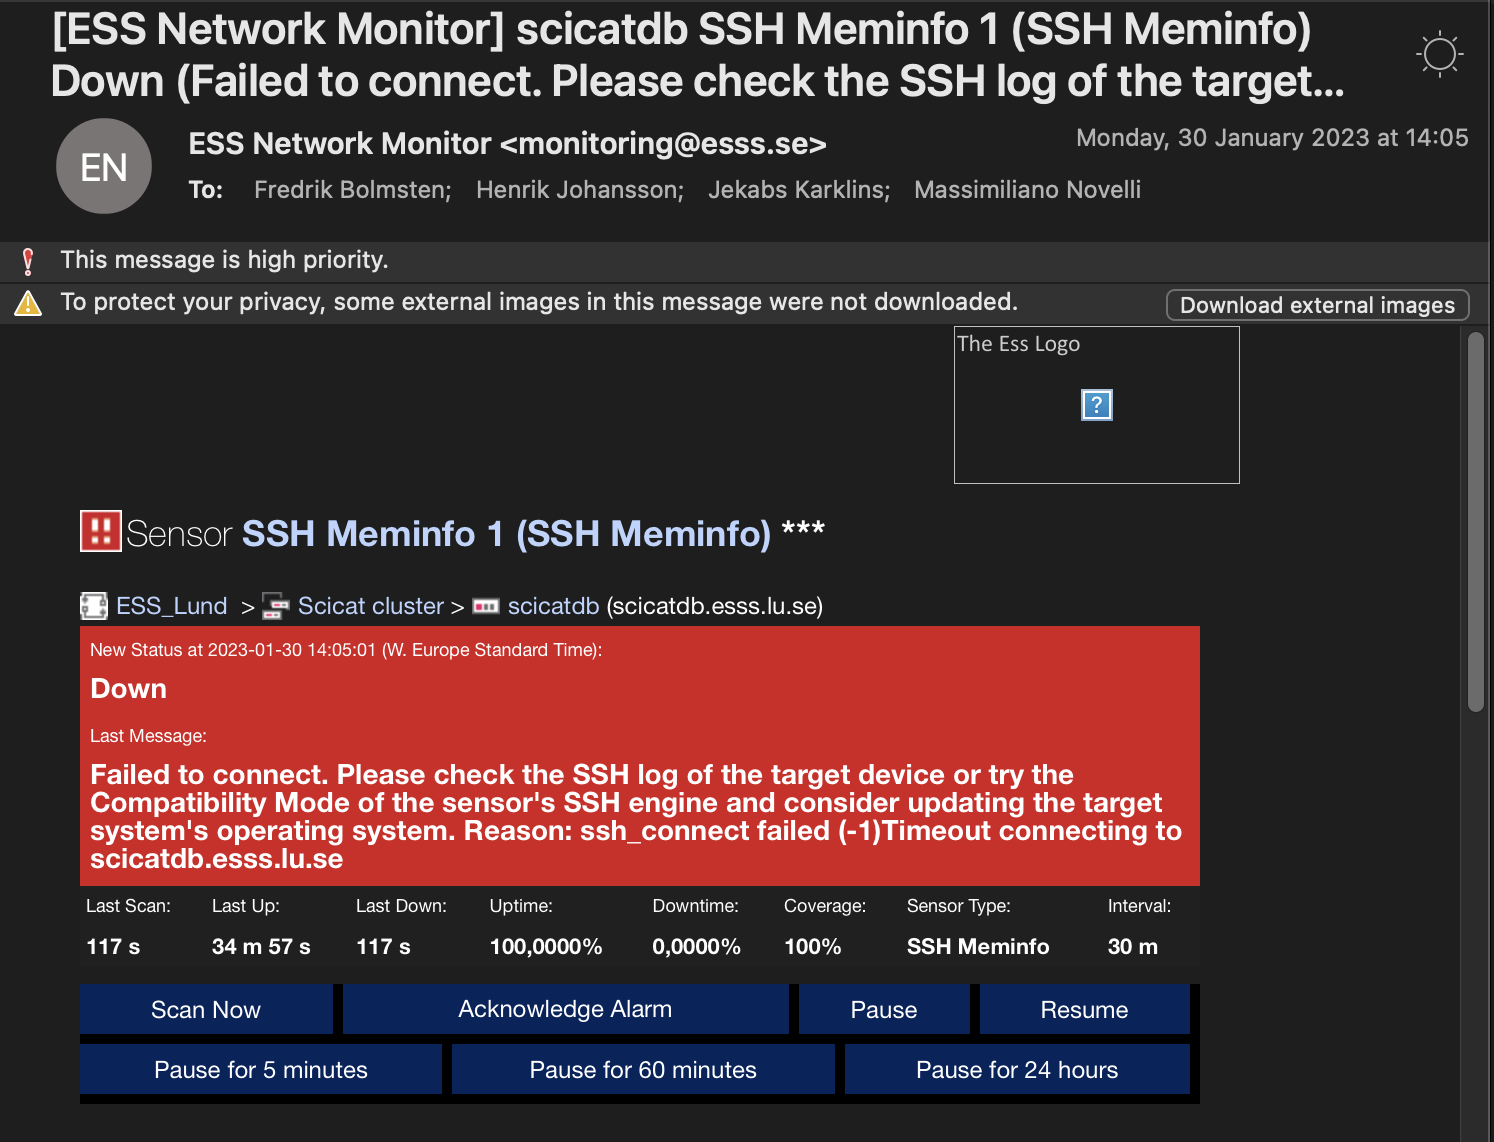 [ESS Network Monitor] scicatdb SSH Meminfo 1 (SSH Meminfo)
Down (Failed to connect. Please check the SSH log of the target...
EN
ESS Network Monitor <monitoring@esss.se>
Monday, 30 January 2023 at 14:05
To: Fredrik Bolmsten; Henrik Johansson; Jekabs Karklins; Massimiliano Novelli
This message is high priority.
To protect your privacy, some external images in this message were not downloaded.
Download external images
The Ess Logo
?
Sensor SSH Meminfo 1 (SSH Meminfo) ***
ESS_Lund > Scicat cluster > scicatdb (scicatdb.esss.lu.se)
New Status at 2023-01-30 14:05:01 (W. Europe Standard Time):
Down
Last Message:
Failed to connect. Please check the SSH log of the target device or try the
Compatibility Mode of the sensor's SSH engine and consider updating the target
system's operating system. Reason: ssh_connect failed (-1)Timeout connecting to
scicatdb.esss.lu.se
Last Scan: Last Up: Last Down: Uptime: Downtime: Coverage: Sensor Type: Interval:
117 s 34 m 57 s 117 s 100,0000% 0,0000% 100% SSH Meminfo 30 m
Scan Now Acknowledge Alarm Pause Resume
Pause for 5 minutes Pause for 60 minutes Pause for 24 hours